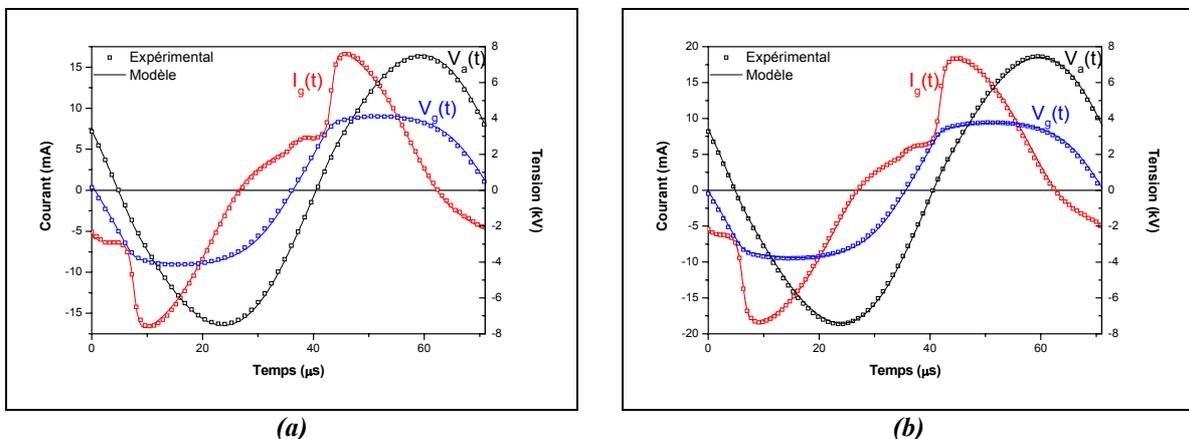 Expérimental
Modèle
I_g(t)
V_a(t)
V_g(t)
Courant (mA)
15
10
5
0
-5
-10
-15
Tension (kV)
8
6
4
2
0
-2
-4
-6
-8
0 20 40 60
Temps (μs)
(a)
Expérimental
Modèle
I_g(t)
V_a(t)
V_g(t)
Courant (mA)
20
15
10
5
0
-5
-10
-15
-20
Tension (kV)
8
6
4
2
0
-2
-4
-6
-8
0 20 40 60
Temps (μs)
(b)